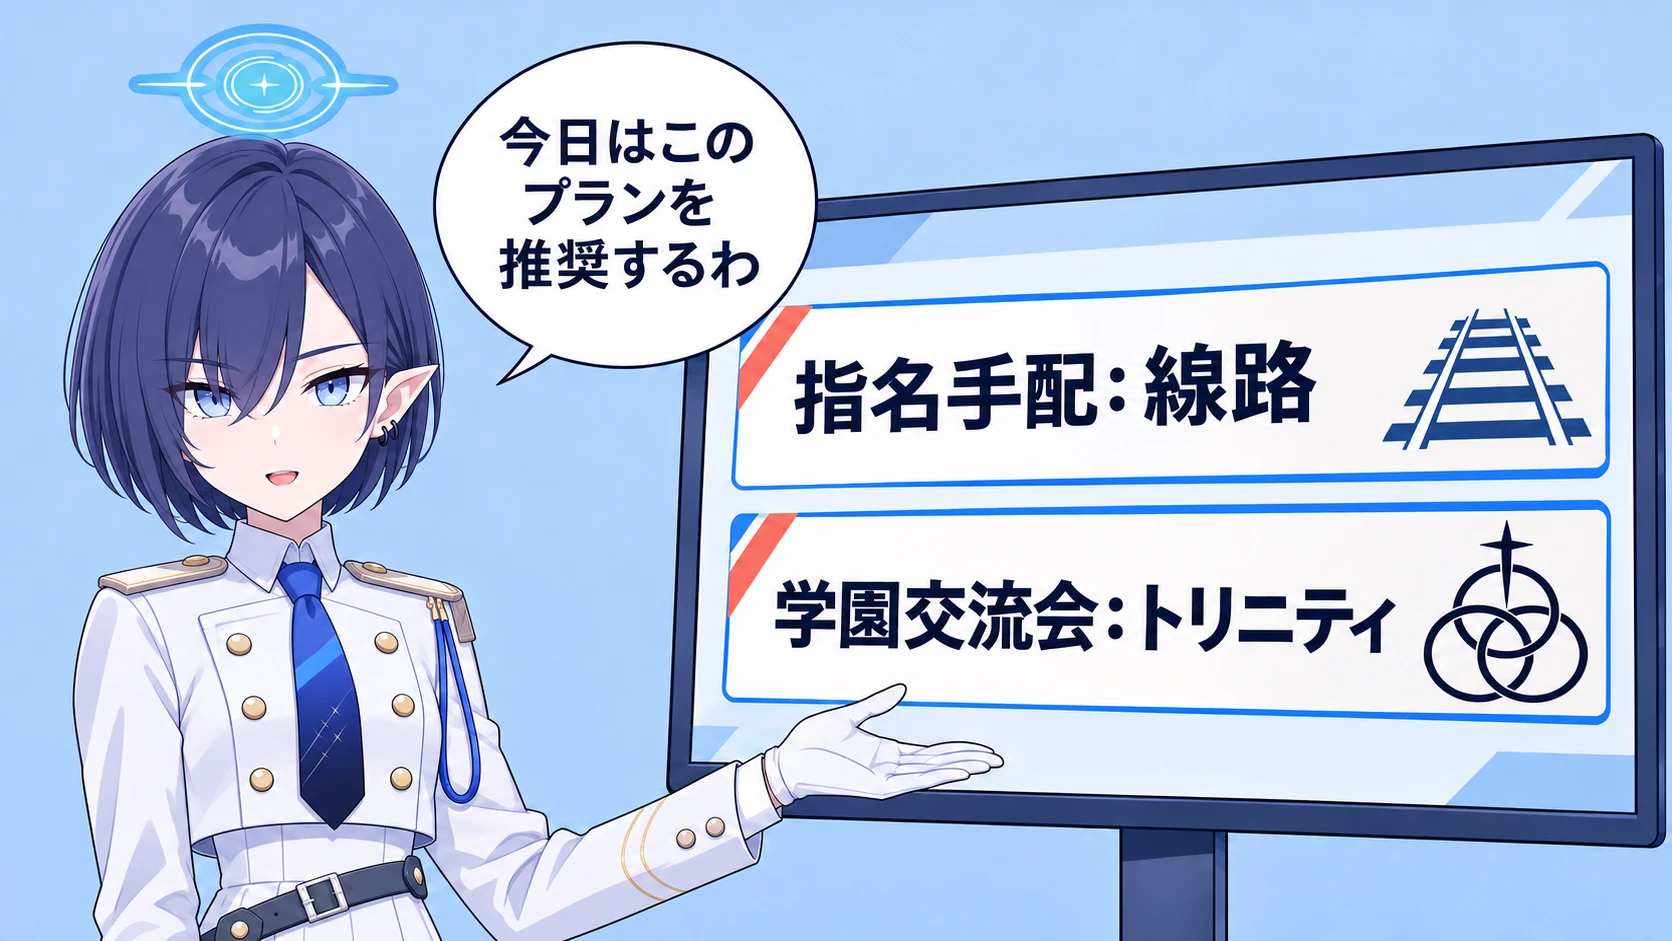 今日はこの
プランを
推奨するわ
指名手配：線路
学園交流会：トリニティ